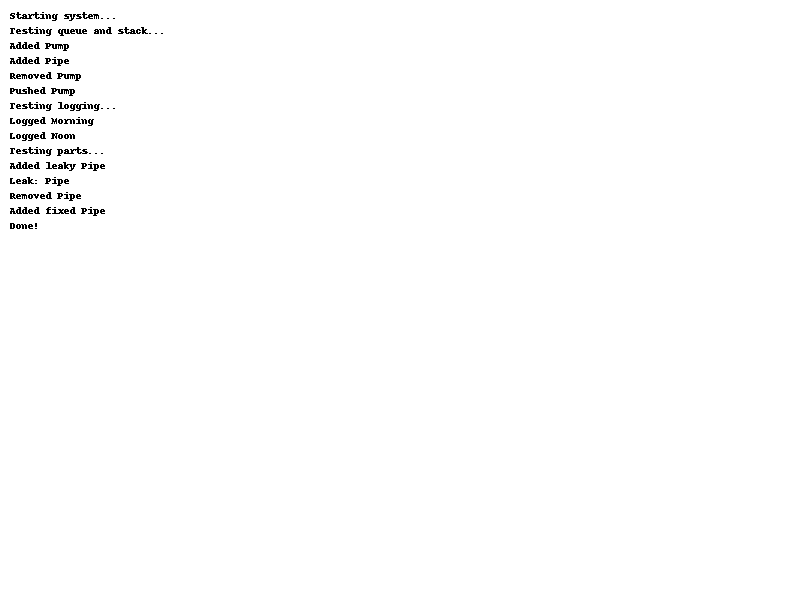 Starting system...
Testing queue and stack...
Added Pump
Added Pipe
Removed Pump
Pushed Pump
Testing logging...
Logged Morning
Logged Noon
Testing parts...
Added leaky Pipe
Leak: Pipe
Removed Pipe
Added fixed Pipe
Done!